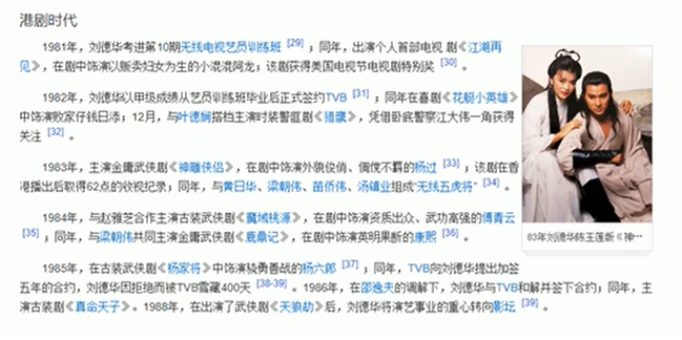 港剧时代
1981年，刘德华考进第10期无线电视艺员训练班 [29] ；同年，出演个人首部电视 剧《江湖再
见》，在剧中饰演以贩卖妇女为生的小混混阿龙；该剧获得美国电视节电视剧特别奖 [30] 。
1982年，刘德华以甲级成绩从艺员训练班毕业后正式签约TVB [31] ；同年在喜剧《花艇小英雄》
中饰演败家仔钱日添；12月，与叶德娴搭档主演时装警匪剧《猎鹰》，凭借卧底警察江大伟一角获得
关注 [32] 。
1983年，主演金庸武侠剧《神雕侠侣》，在剧中饰演外貌俊俏、倜傥不羁的杨过 [33] ；该剧在香
港播出后取得62点的收视纪录；同年，与黄日华、梁朝伟、苗侨伟、汤镇业组成“无线五虎将” [34] 。
1984年，与赵雅芝合作主演古装武侠剧《魔域桃源》，在剧中饰演资质出众、武功高强的傅青云
[35] ；同年，与梁朝伟共同主演金庸武侠剧《鹿鼎记》，在剧中饰演英明果断的康熙 [36] 。
83年刘德华陈玉莲版《神…
1985年，在古装武侠剧《杨家将》中饰演骁勇善战的杨六郎 [37] ；同年，TVB向刘德华提出加签
五年的合约，刘德华因拒绝而被TVB雪藏400天 [38-39] 。1986年，在邵逸夫的调解下，刘德华与TVB和解并签下合约；同年，主
演古装剧《真命天子》。1988年，在出演了武侠剧《天狼劫》后，刘德华将演艺事业的重心转向影坛 [39] 。